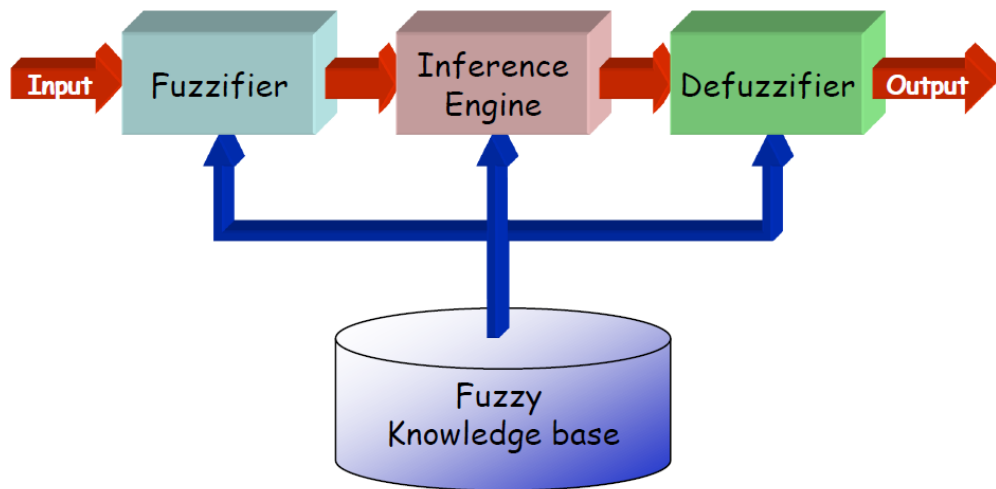 Input
Fuzzifier
Inference
Engine
Defuzzifier
Output
Fuzzy
Knowledge base